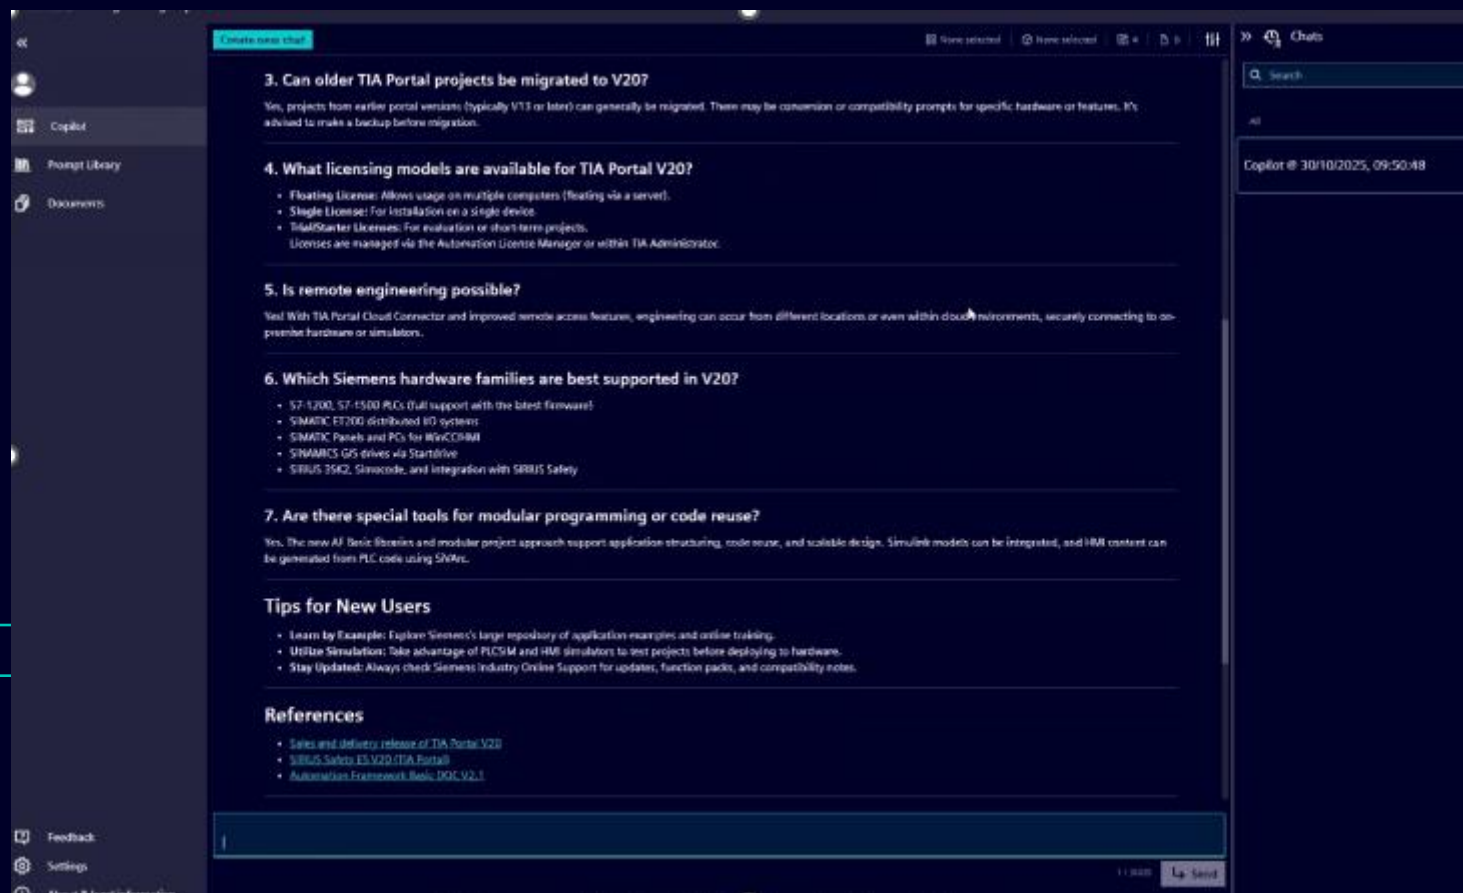 «
Create new chat
None selected
None selected
Chats
Search
All
Copilot @ 30/10/2025, 09:50:48
Copilot
Prompt Library
Documents
3. Can older TIA Portal projects be migrated to V20?
Yes, projects from earlier portal versions (typically V13 or later) can generally be migrated. There may be conversion or compatibility prompts for specific hardware or features. It's
advised to make a backup before migration.
4. What licensing models are available for TIA Portal V20?
• Floating License: Allows usage on multiple computers (floating via a server).
• Single License: For installation on a single device.
• Trial/Starter Licenses: For evaluation or short-term projects.
Licenses are managed via the Automation License Manager or within TIA Administrator.
5. Is remote engineering possible?
Yes! With TIA Portal Cloud Connector and improved remote access features, engineering can occur from different locations or even within cloud environments, securely connecting to on-
premise hardware or simulators.
6. Which Siemens hardware families are best supported in V20?
• S7-1200, S7-1500 PLCs (full support with the latest firmware)
• SIMATIC ET200 distributed I/O systems
• SIMATIC Panels and PCs for WinCC/HMI
• SINAMICS G/S drives via Startdrive
• SIRIUS 3SK2, Simocode, and integration with SIRIUS Safety
7. Are there special tools for modular programming or code reuse?
Yes. The new AF Basic libraries and modular project approach support application structuring, code reuse, and scalable design. Simulink models can be integrated, and HMI content can
be generated from PLC code using SiVArc.
Tips for New Users
• Learn by Example: Explore Siemens's large repository of application examples and online training.
• Utilize Simulation: Take advantage of PLCSIM and HMI simulators to test projects before deploying to hardware.
• Stay Updated: Always check Siemens Industry Online Support for updates, function packs, and compatibility notes.
References
• Sales and delivery release of TIA Portal V20
• SIRIUS Safety ES V20 (TIA Portal)
• Automation Framework Basic DOC V2.1
Feedback
Settings
Send